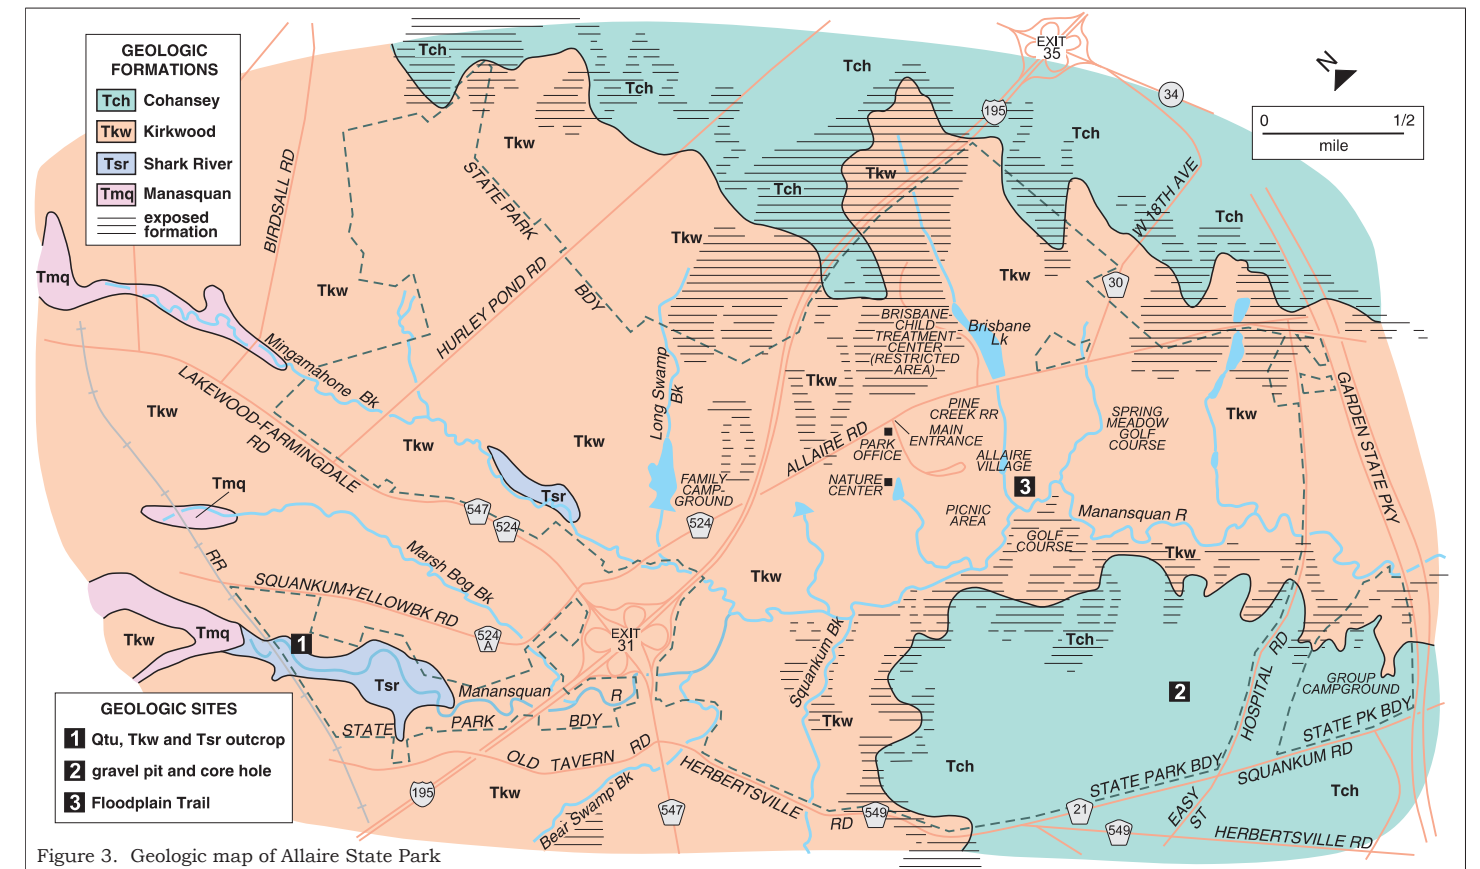 GEOLOGIC
FORMATIONS
Tch Cohansey
Tkw Kirkwood
Tsr Shark River
Tmq Manasquan
exposed
formation
Tch
Tch
Tch
EXIT
35
34
N
0 1/2
mile
195
Tch
Tkw
Tkw
Tch
BIRDSALL RD
STATE PARK
BDY
W 18TH AVE
Tch
Tkw
Tkw
30
Tmq
Tkw
HURLEY POND RD
BRISBANE-
CHILD
TREATMENT
CENTER
(RESTRICTED
AREA)
Brisbane
Lk
Mingamahone Bk
Long Swamp
Bk
Tkw
LAKEWOOD-FARMINGDALE
RD
Tkw
Tkw
Tkw
ALLAIRE RD
PINE
CREEK RR
MAIN
ENTRANCE
PARK
OFFICE
ALLAIRE
VILLAGE
SPRING
MEADOW
GOLF
COURSE
Tkw
GARDEN STATE PKY
Tmq
Tsr
FAMILY
CAMP-
GROUND
NATURE
CENTER
3
547
524
524
PICNIC
AREA
Manansquan R
GOLF
COURSE
Tkw
RR
Marsh Bog Bk
SQUANKUM-YELLOWBK RD
Tkw
524
A
EXIT
31
Tkw
Tmq
1
Tch
Squankum Bk
Tsr
Manansquan
R
2
HOSPITAL RD
GROUP
CAMPGROUND
STATE PARK BDY
Tkw
STATE PK BDY
GEOLOGIC SITES
1 Qtu, Tkw and Tsr outcrop
2 gravel pit and core hole
3 Floodplain Trail
OLD TAVERN RD
HERBERTSVILLE
RD
Tch
STATE PARK BDY
SQUANKUM RD
195
Tkw
Bear Swamp Bk
547
549
21
549
EASY
ST
Tch
HERBERTSVILLE RD
Figure 3. Geologic map of Allaire State Park